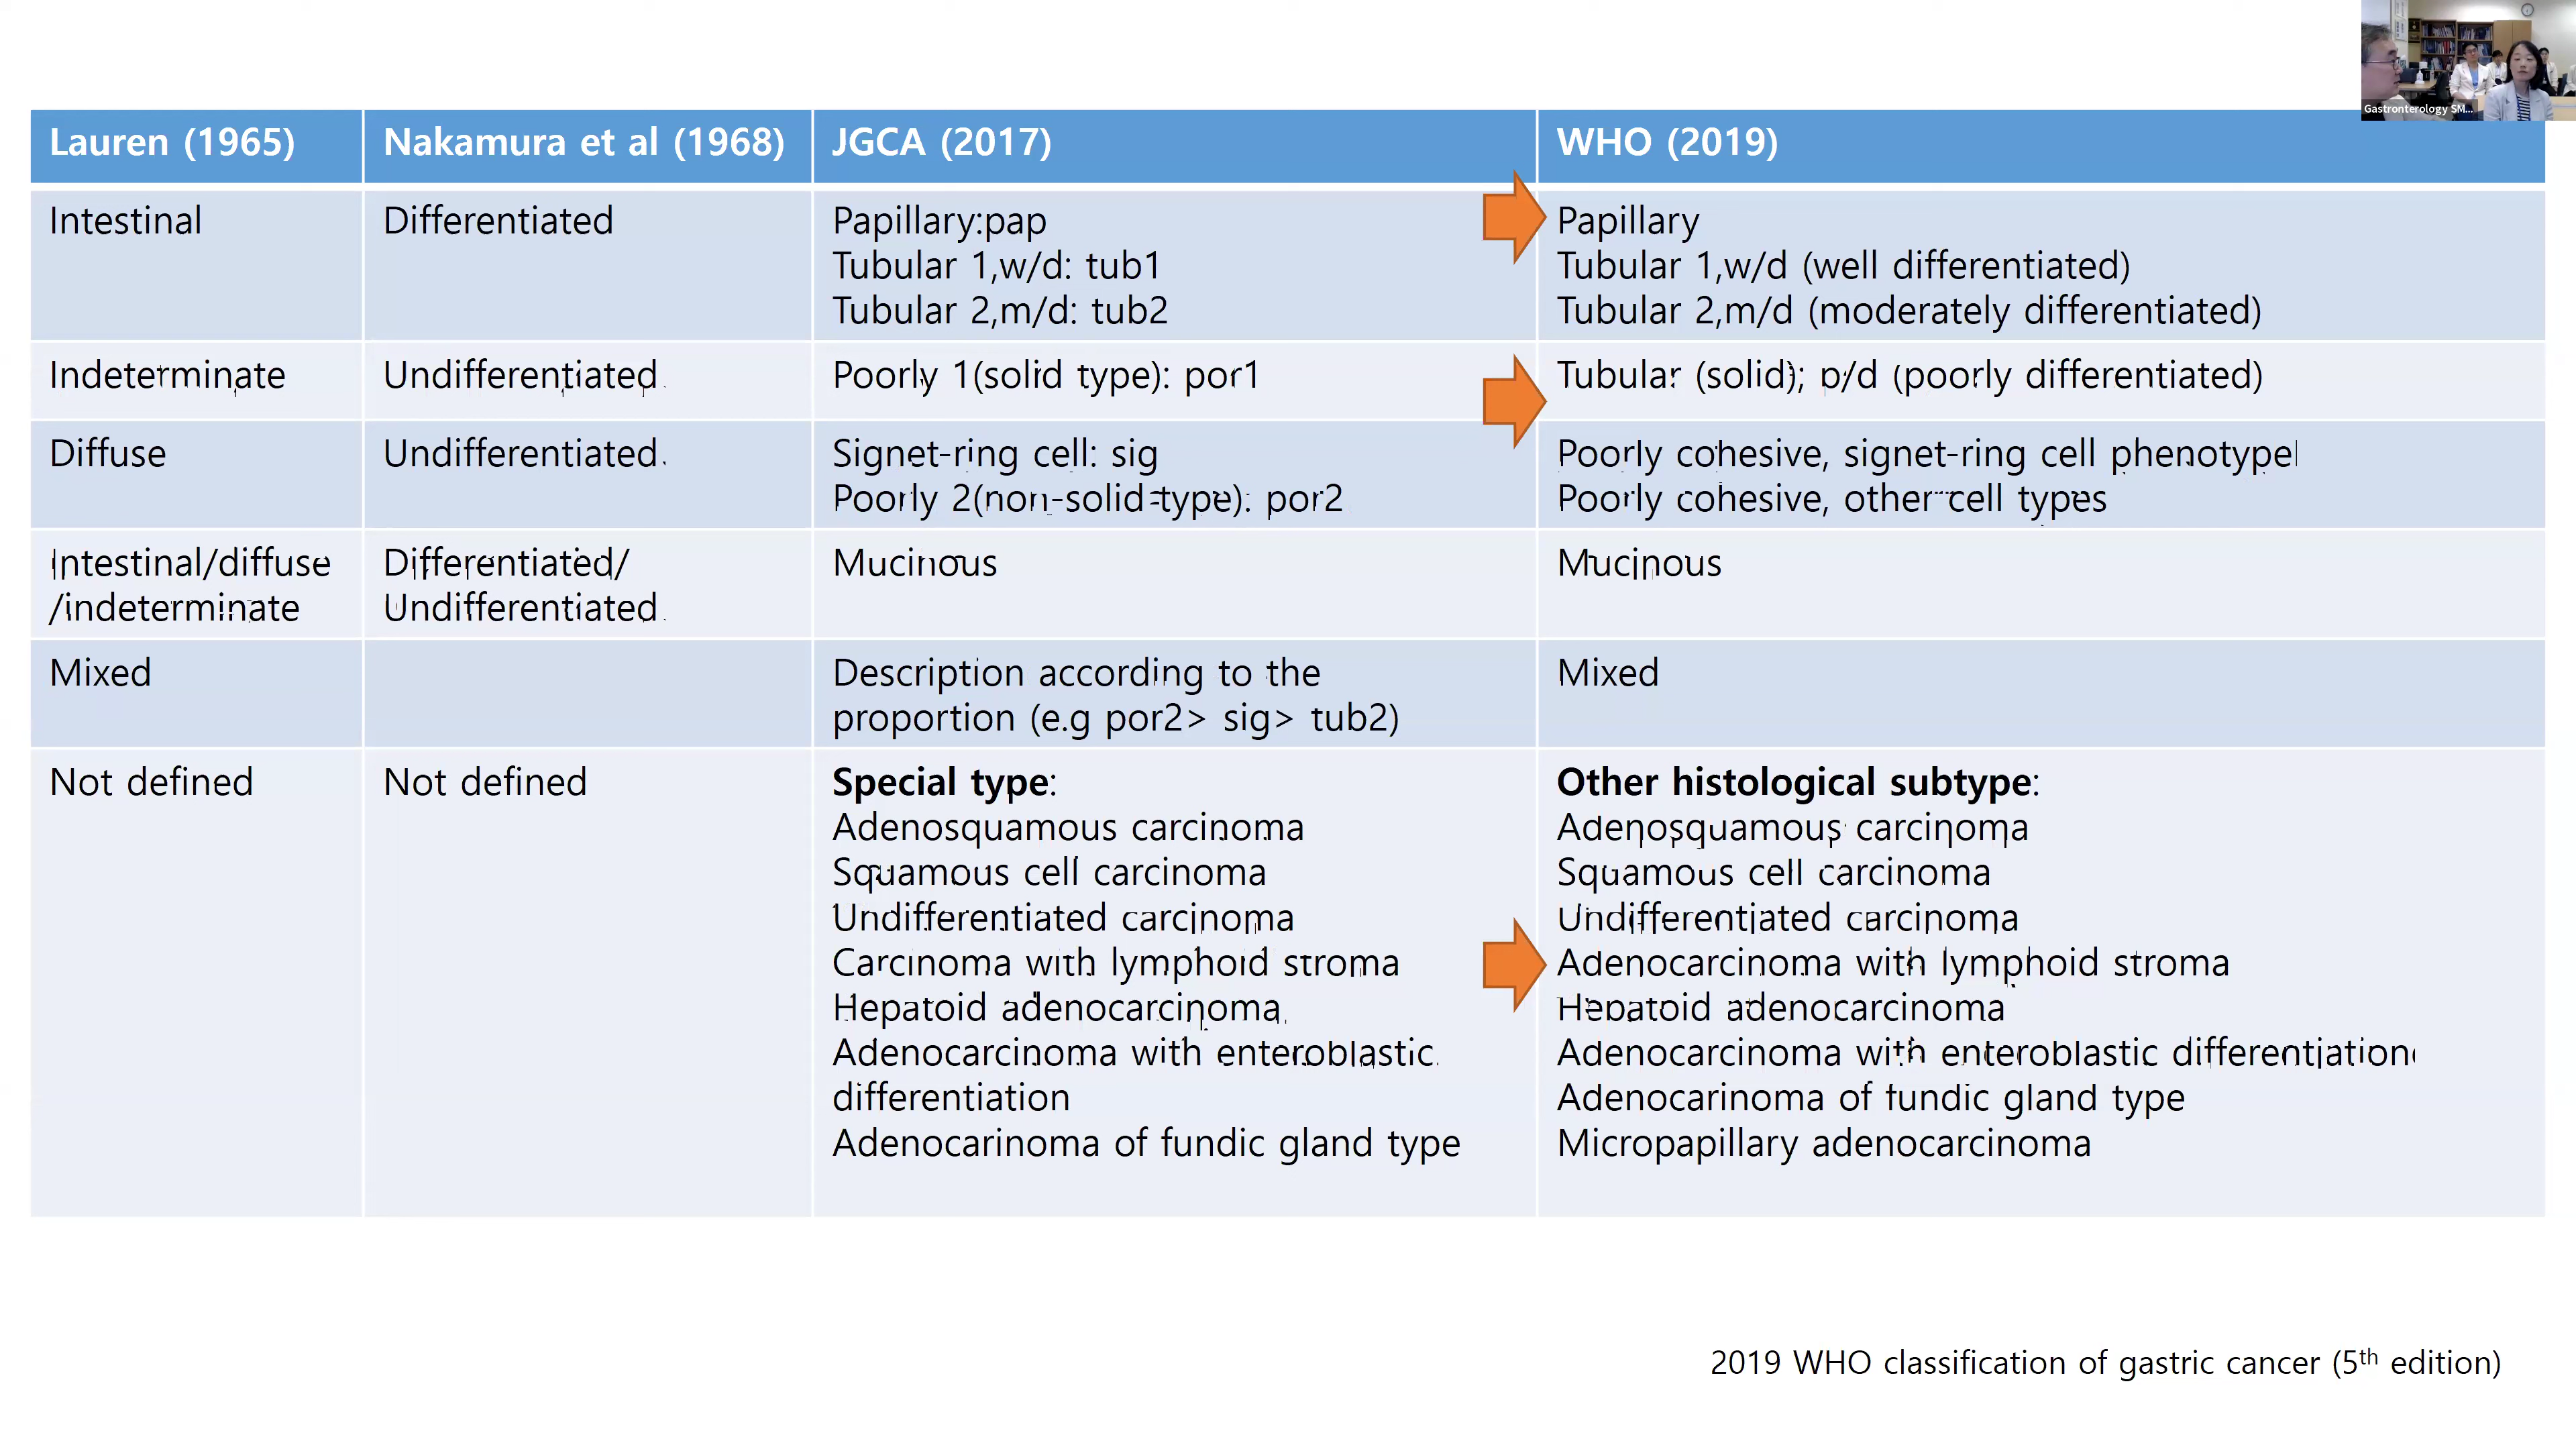 Gastronterology SM...
Lauren (1965)
Nakamura et al (1968)
JGCA (2017)
WHO (2019)
Intestinal
Differentiated
Papillary:pap
Tubular 1,w/d: tub1
Tubular 2,m/d: tub2
Papillary
Tubular 1,w/d (well differentiated)
Tubular 2,m/d (moderately differentiated)
Indeterminate
Undifferentiated
Poorly 1(solid type): por1
Tubular (solid); p/d (poorly differentiated)
Diffuse
Undifferentiated
Signet-ring cell: sig
Poorly 2(non-solid type): por2
Poorly cohesive, signet-ring cell phenotype
Poorly cohesive, other cell types
Intestinal/diffuse
/indeterminate
Differentiated/
Undifferentiated
Mucinous
Mucinous
Mixed
Description according to the
proportion (e.g por2> sig> tub2)
Mixed
Not defined
Not defined
Special type:
Adenosquamous carcinoma
Squamous cell carcinoma
Undifferentiated carcinoma
Carcinoma with lymphoid stroma
Hepatoid adenocarcinoma
Adenocarcinoma with enteroblastic
differentiation
Adenocarinoma of fundic gland type
Other histological subtype:
Adenosquamous carcinoma
Squamous cell carcinoma
Undifferentiated carcinoma
Adenocarcinoma with lymphoid stroma
Hepatoid adenocarcinoma
Adenocarcinoma with enteroblastic differentiation
Adenocarinoma of fundic gland type
Micropapillary adenocarcinoma
2019 WHO classification of gastric cancer (5th edition)